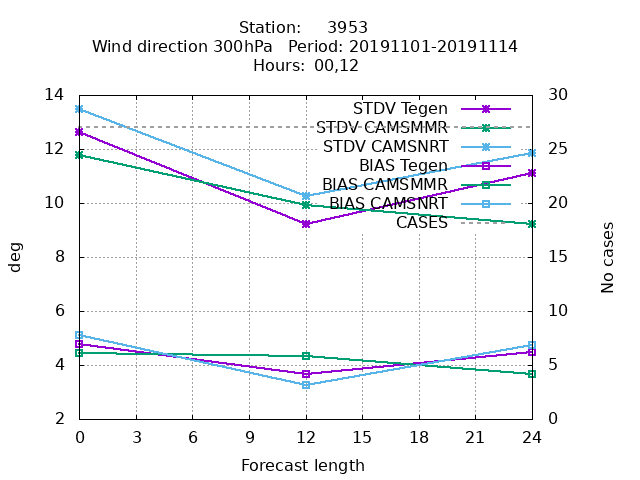 Station:     3953
Wind direction 300hPa   Period: 20191101-20191114
Hours: 00,12
14 30
STDV Tegen
STDV CAMSMMR
12 STDV CAMSNRT 25
BIAS Tegen
BIAS CAMSMMR
10 BIAS CAMSNRT 20
CASES
8 15
6 10
4 5
2 0
deg
No cases
0 3 6 9 12 15 18 21 24
Forecast length